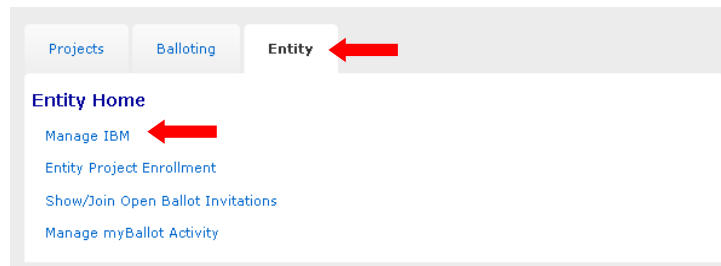 Projects Balloting Entity
Entity Home
Manage IBM
Entity Project Enrollment
Show/Join Open Ballot Invitations
Manage myBallot Activity